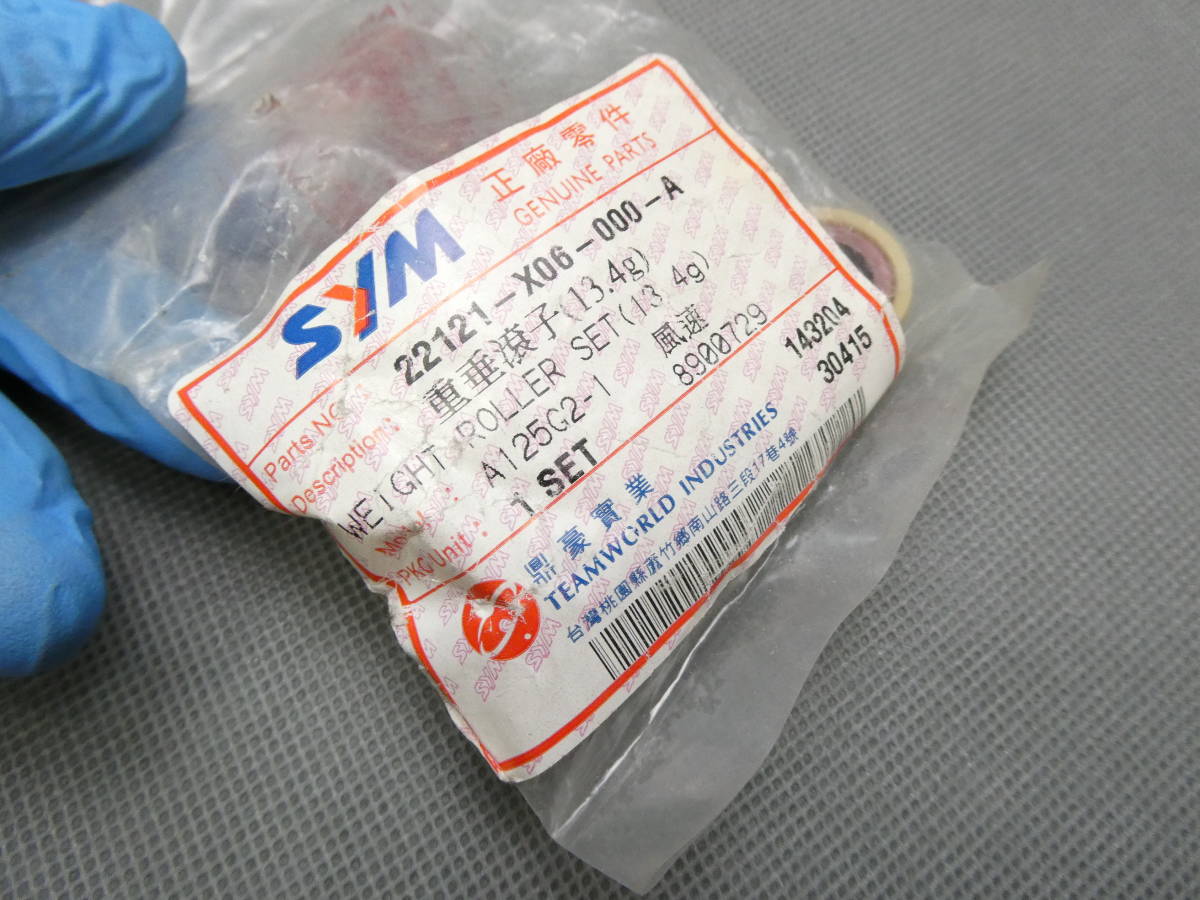 SYM
正廠零件
GENUINE PARTS
Parts NO. 22121-X06-000-A
Description: 重垂滾子(13.4g)
WEIGHT ROLLER SET(13 4g)
A125G2-1 風速
8900729
PKG Unit: 1 SET
143204
30415
鼎豪實業
TEAMWORLD INDUSTRIES
台灣桃園縣蘆竹鄉南山路三段17巷4號